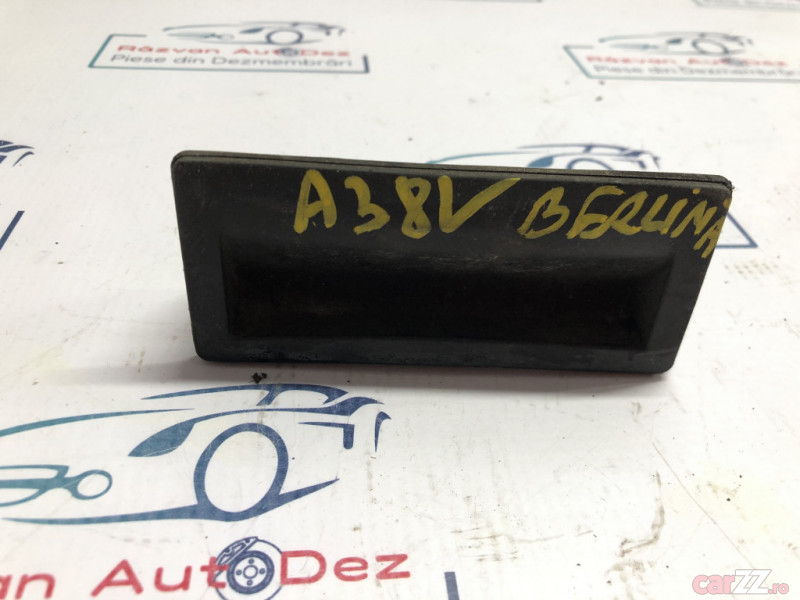 Răzvan AutoDez
Piese din Dezmembrări
Răzvan AutoDez
Piese din Dezmembrări
A38V BERLINA
van AutoDez
carzz.ro